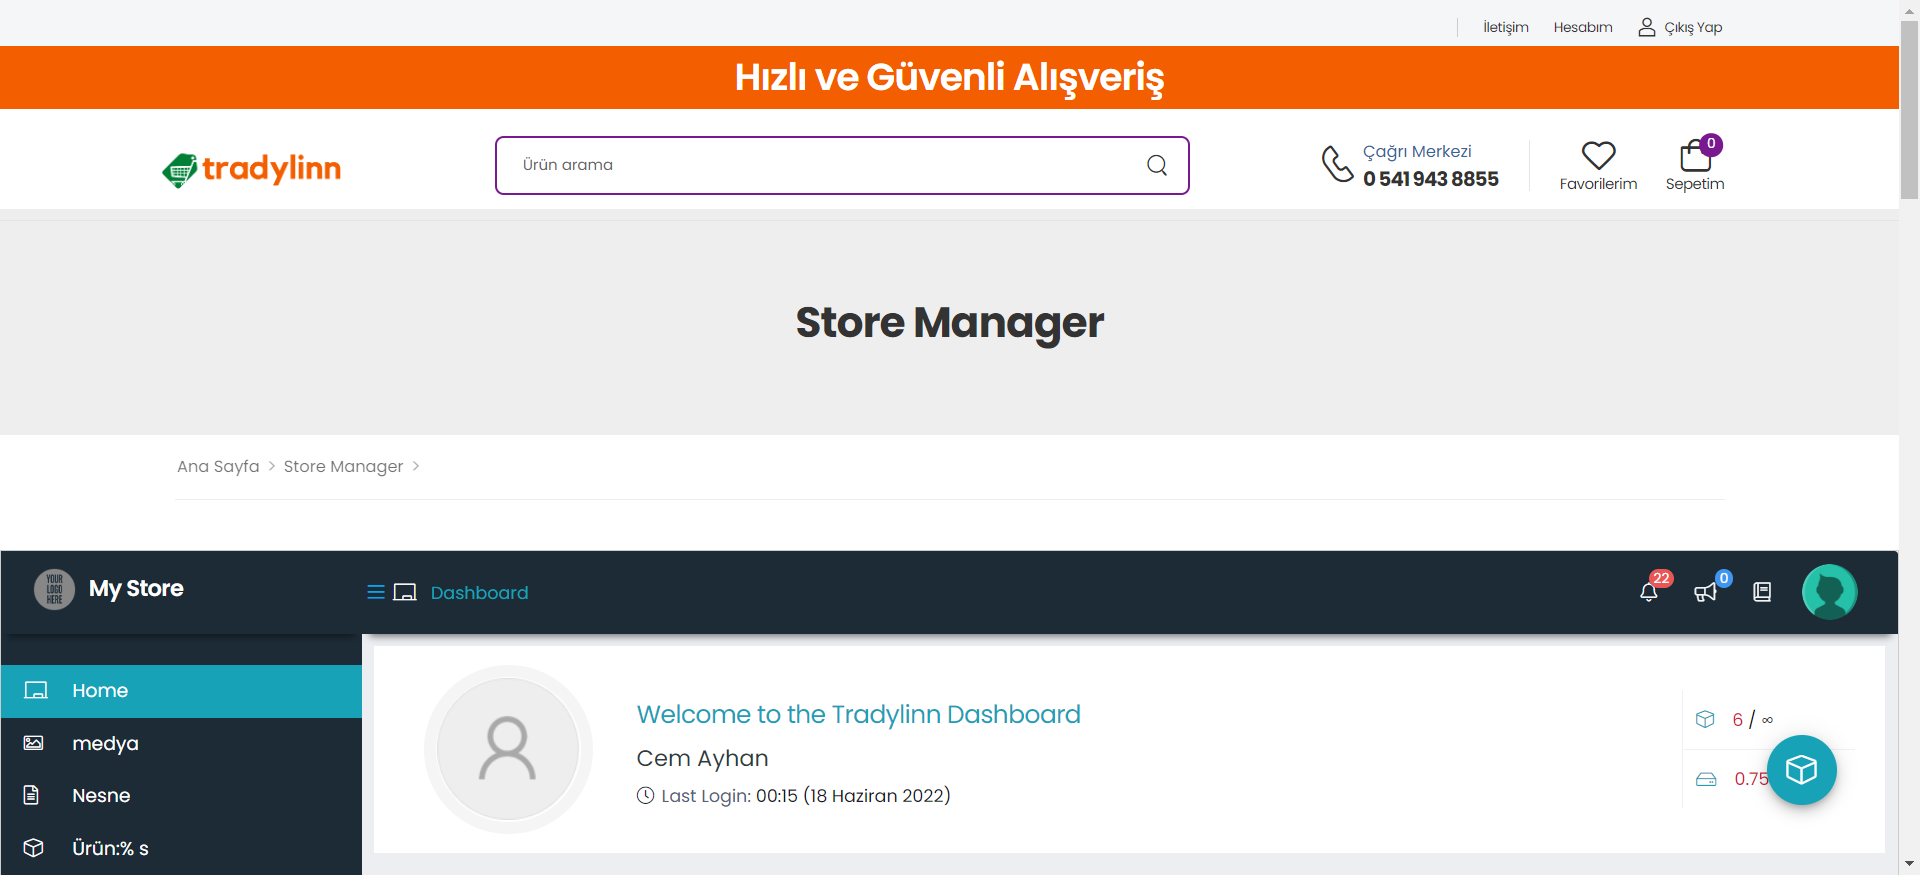 İletişim Hesabım Çıkış Yap
Hızlı ve Güvenli Alışveriş
tradylinn
Ürün arama
Çağrı Merkezi
0 541 943 8855
Favorilerim
0
Sepetim
Store Manager
Ana Sayfa > Store Manager >
YOUR
LOGO
HERE
My Store
Dashboard
22
0
Home
medya
Nesne
Ürün:% s
Welcome to the Tradylinn Dashboard
Cem Ayhan
Last Login: 00:15 (18 Haziran 2022)
6 / ∞
0.75